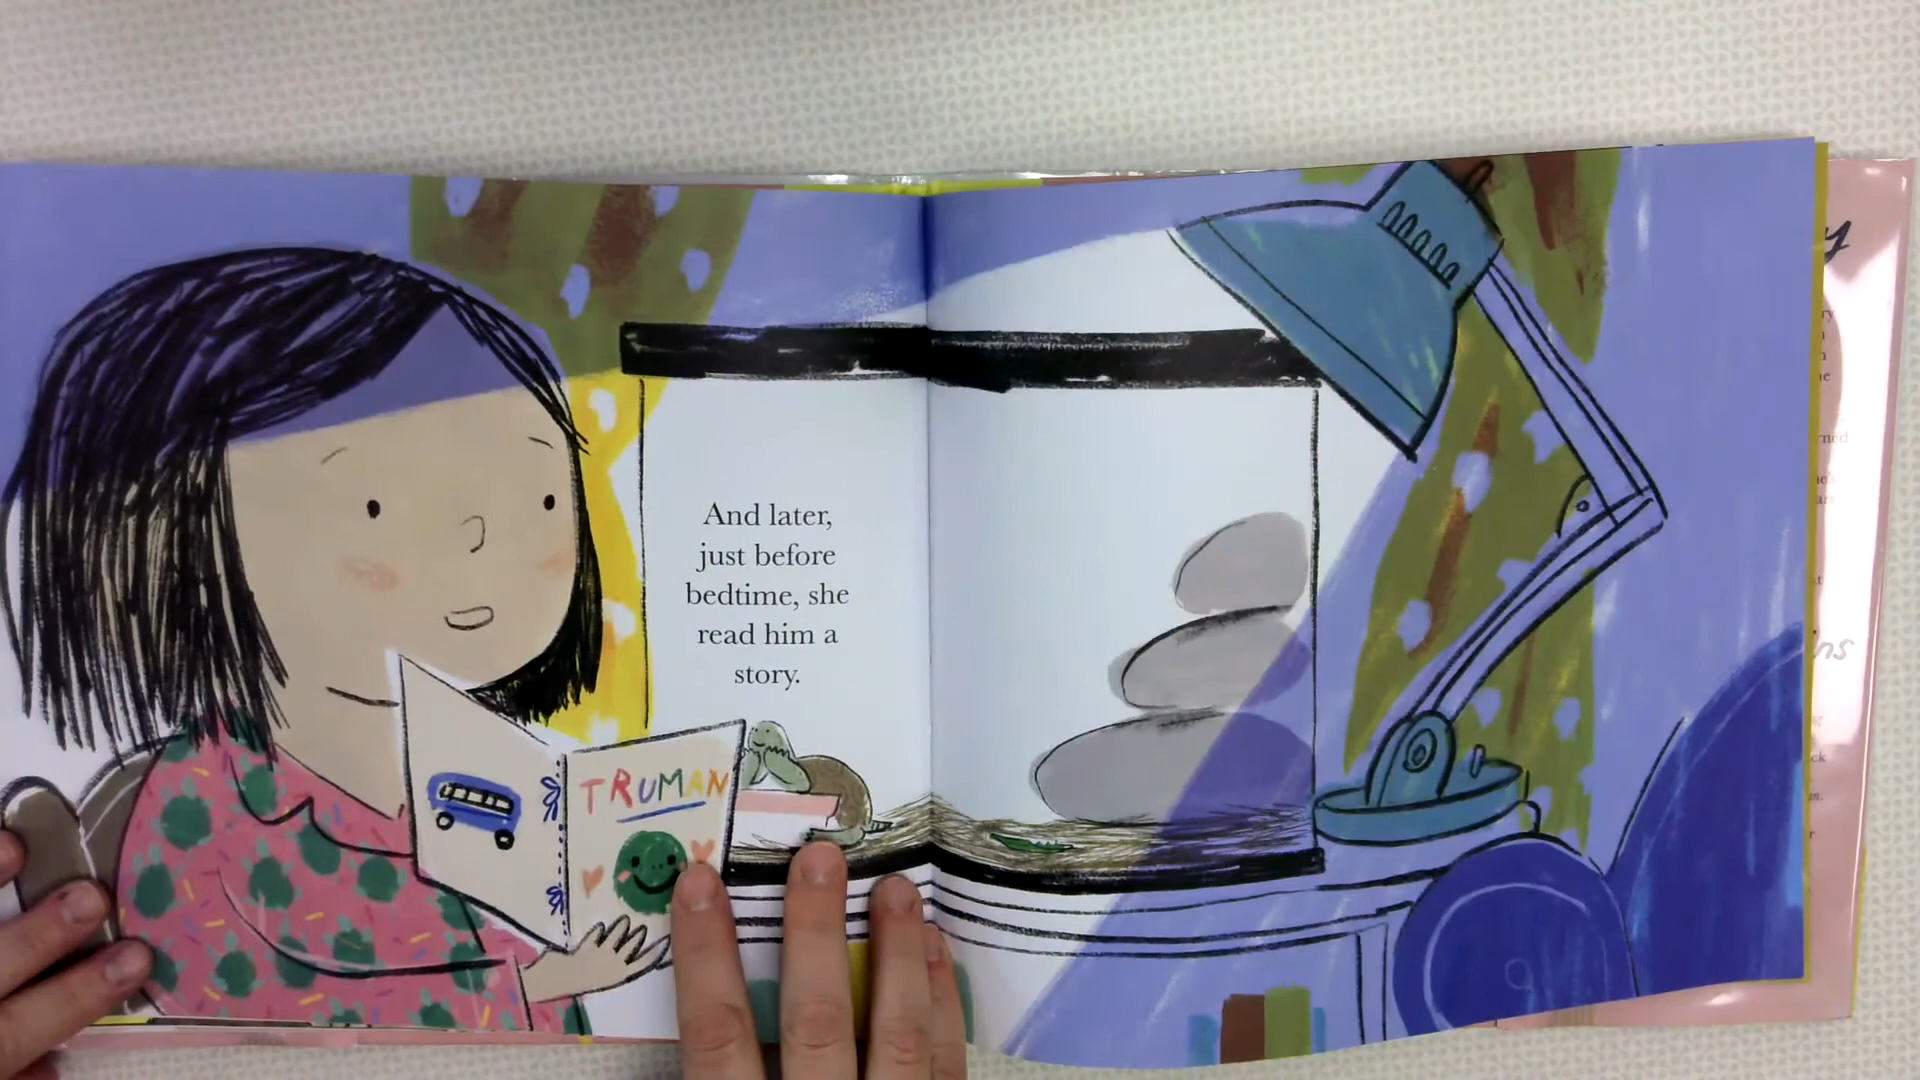 And later,
just before
bedtime, she
read him a
story.
TRUMAN